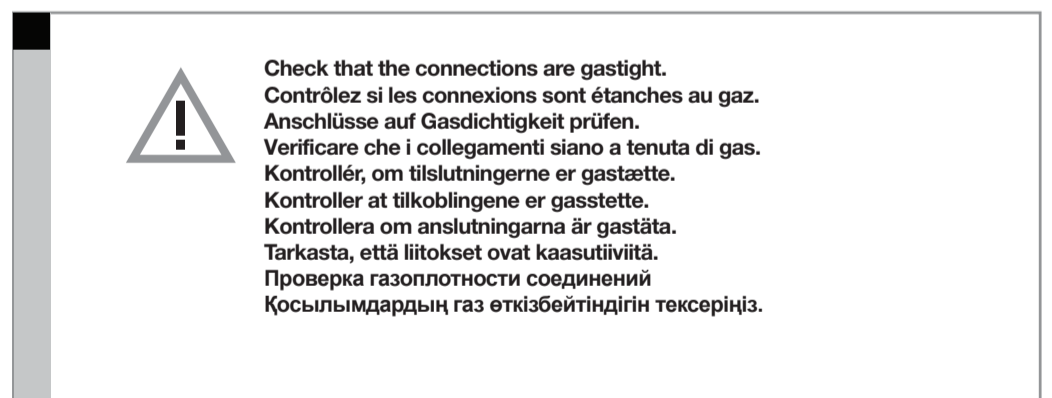 Check that the connections are gastight.
Contrôlez si les connexions sont étanches au gaz.
Anschlüsse auf Gasdichtigkeit prüfen.
Verificare che i collegamenti siano a tenuta di gas.
Kontrollér, om tilslutningerne er gastætte.
Kontroller at tilkoblingene er gasstette.
Kontrollera om anslutningarna är gastäta.
Tarkasta, että liitokset ovat kaasutiiviitä.
Проверка газоплотности соединений
Қосылымдардың газ өткізбейтіндігін тексеріңіз.